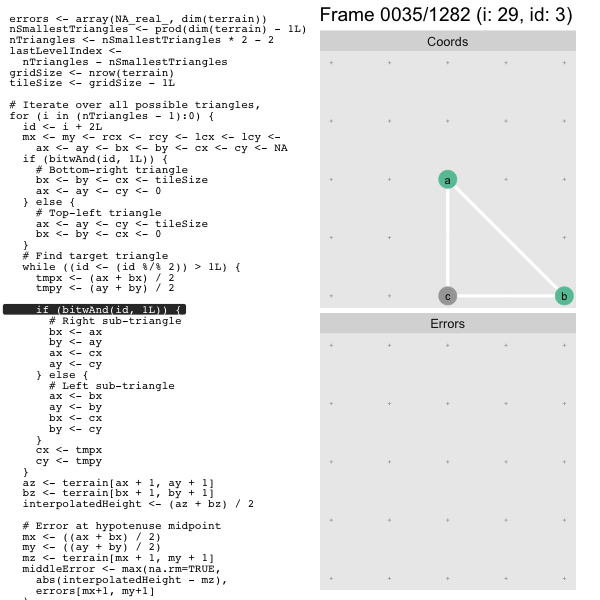 errors <- array(NA_real_, dim(terrain))
nSmallestTriangles <- prod(dim(terrain) - 1L)
nTriangles <- nSmallestTriangles * 2 - 2
lastLevelIndex <-
  nTriangles - nSmallestTriangles
gridSize <- nrow(terrain)
tileSize <- gridSize - 1L

# Iterate over all possible triangles,
for (i in (nTriangles - 1):0) {
  id <- i + 2L
  mx <- my <- rcx <- rcy <- lcx <- lcy <-
    ax <- ay <- bx <- by <- cx <- cy <- NA
  if (bitwAnd(id, 1L)) {
    # Bottom-right triangle
    bx <- by <- cx <- tileSize
    ax <- ay <- cy <- 0
  } else {
    # Top-left triangle
    ax <- ay <- cy <- tileSize
    bx <- by <- cx <- 0
  }
  # Find target triangle
  while ((id <- (id %/% 2)) > 1L) {
    tmpx <- (ax + bx) / 2
    tmpy <- (ay + by) / 2

    if (bitwAnd(id, 1L)) {
      # Right sub-triangle
      bx <- ax
      by <- ay
      ax <- cx
      ay <- cy
    } else {
      # Left sub-triangle
      ax <- bx
      ay <- by
      bx <- cx
      by <- cy
    }
    cx <- tmpx
    cy <- tmpy
  }
  az <- terrain[ax + 1, ay + 1]
  bz <- terrain[bx + 1, by + 1]
  interpolatedHeight <- (az + bz) / 2

  # Error at hypotenuse midpoint
  mx <- ((ax + bx) / 2)
  my <- ((ay + by) / 2)
  mz <- terrain[mx + 1, my + 1]
  middleError <- max(na.rm=TRUE,
    abs(interpolatedHeight - mz),
    errors[mx+1, my+1]
Frame 0035/1282 (i: 29, id: 3)
Coords
a
c
b
Errors